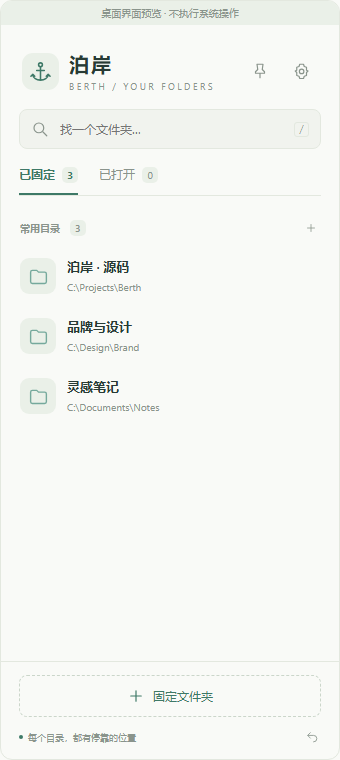 桌面界面预览 · 不执行系统操作
泊岸
BERTH / YOUR FOLDERS
找一个文件夹... /
已固定 3 已打开 0
常用目录 3
泊岸 · 源码
C:\Projects\Berth
品牌与设计
C:\Design\Brand
灵感笔记
C:\Documents\Notes
固定文件夹
每个目录，都有停靠的位置